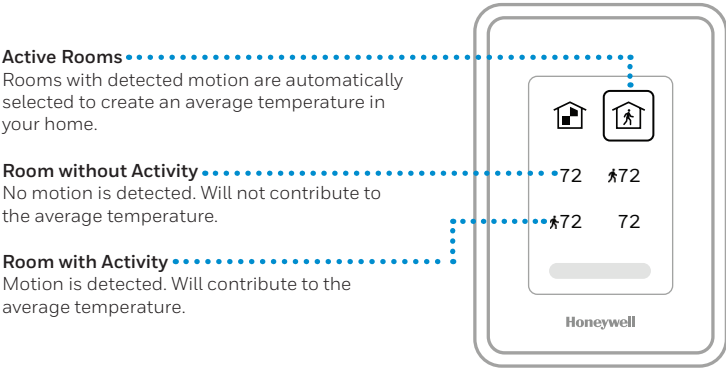 Active Rooms
Rooms with detected motion are automatically
selected to create an average temperature in
your home.
Room without Activity
No motion is detected. Will not contribute to
the average temperature.
Room with Activity
Motion is detected. Will contribute to the
average temperature.
72 72
72 72
Honeywell